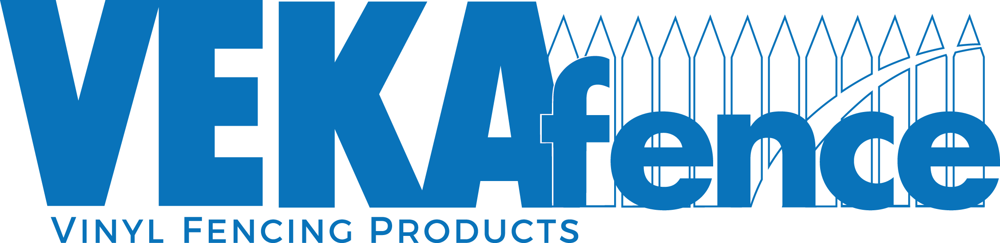 VEKAfence
VINYL FENCING PRODUCTS